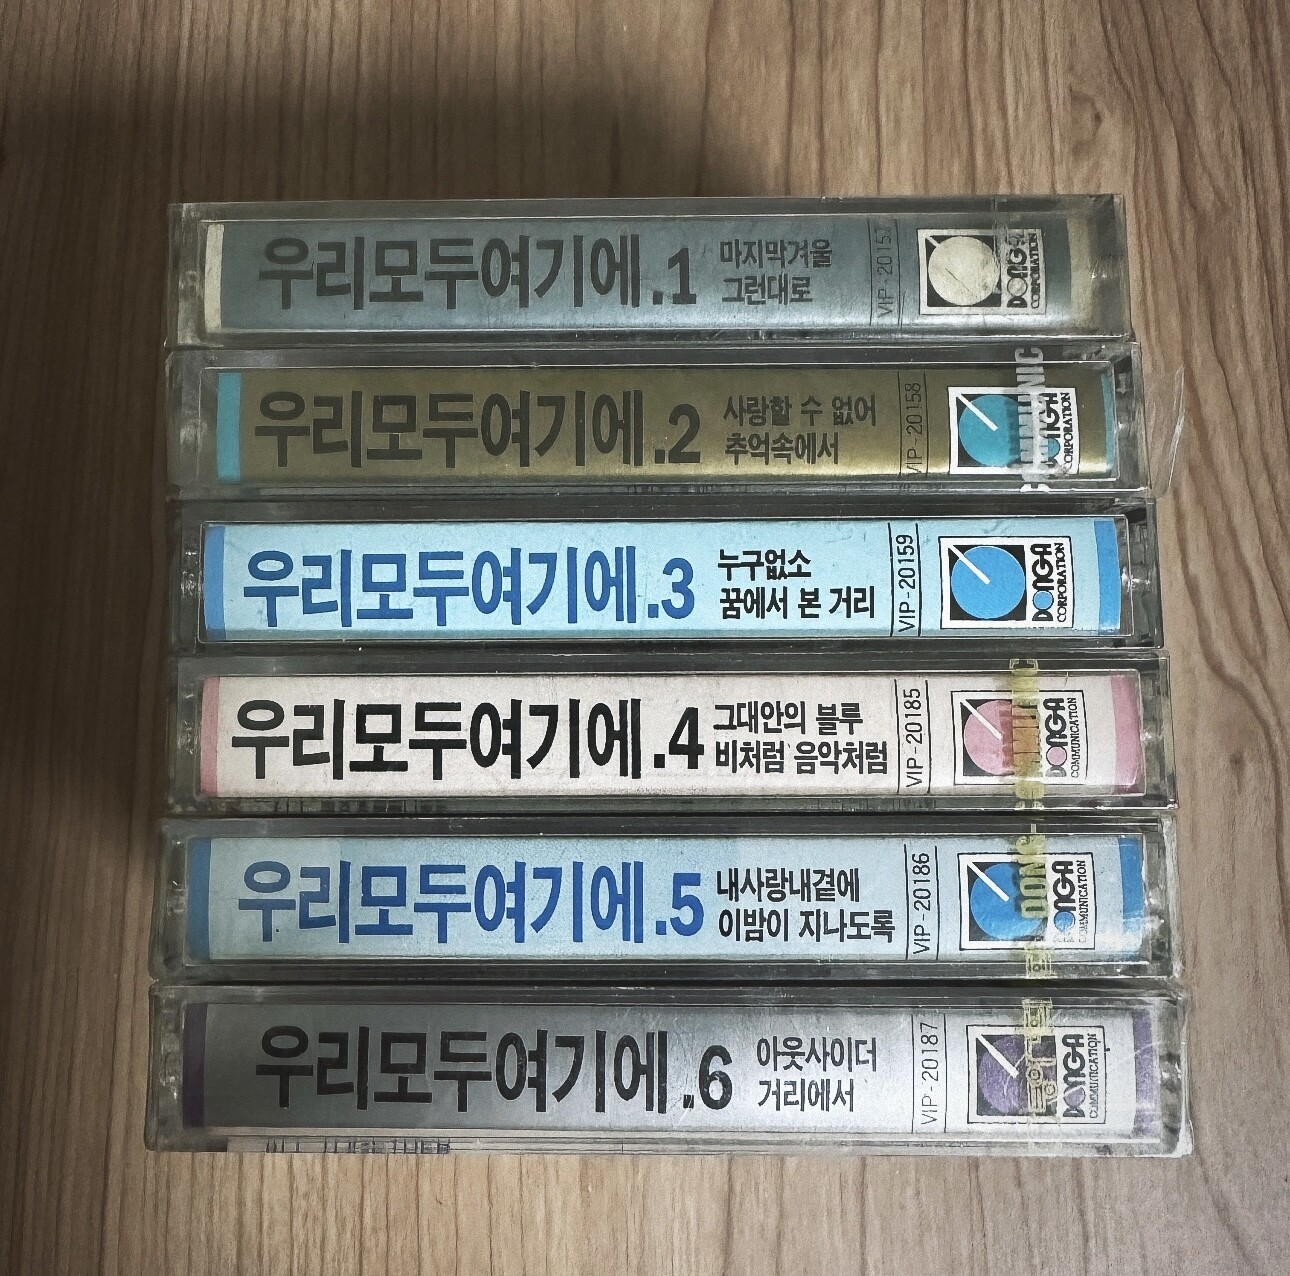 우리모두여기에.1
마지막겨울
그런대로
VIP-20157
DONGA
CORPORATION
우리모두여기에.2
사랑할 수 없어
추억속에서
VIP-20158
DONGA
CORPORATION
우리모두여기에.3
누구없소
꿈에서 본 거리
VIP-20159
DONGA
CORPORATION
우리모두여기에.4
그대안의 블루
비처럼 음악처럼
VIP-20185
DONGA
COMMUNICATION
우리모두여기에.5
내사랑내곁에
이밤이 지나도록
VIP-20186
DONGA
COMMUNICATION
우리모두여기에.6
아웃사이더
거리에서
VIP-20187
DONGA
COMMUNICATION